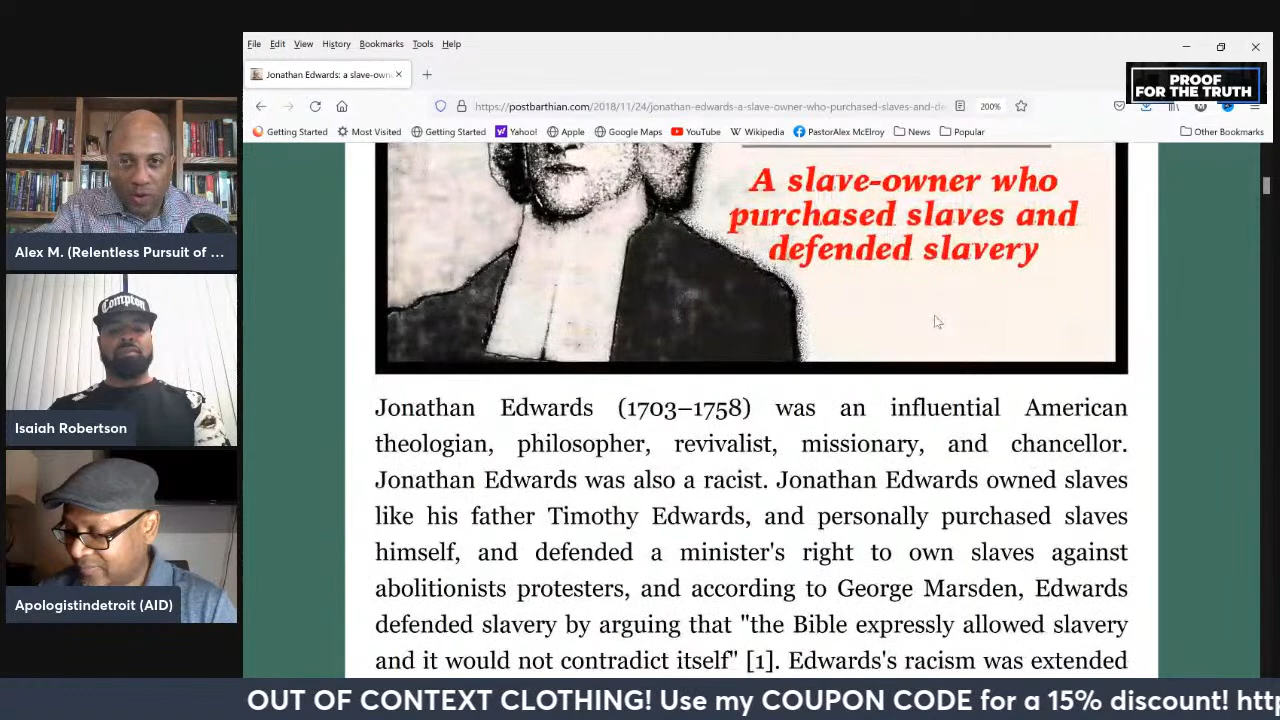 File Edit View History Bookmarks Tools Help
Jonathan Edwards: a slave-own
PROOF
FOR THE TRUTH
https://postbarthian.com/2018/11/24/jonathan-edwards-a-slave-owner-who-purchased-slaves-and-de
200%
Getting Started Most Visited Getting Started Yahoo! Apple Google Maps YouTube Wikipedia PastorAlex McElroy News Popular Other Bookmarks
A slave-owner who
purchased slaves and
defended slavery
Alex M. (Relentless Pursuit of ...
Compton
Isaiah Robertson
Apologistindetroit (AID)
Jonathan Edwards (1703–1758) was an influential American
theologian, philosopher, revivalist, missionary, and chancellor.
Jonathan Edwards was also a racist. Jonathan Edwards owned slaves
like his father Timothy Edwards, and personally purchased slaves
himself, and defended a minister's right to own slaves against
abolitionists protesters, and according to George Marsden, Edwards
defended slavery by arguing that "the Bible expressly allowed slavery
and it would not contradict itself" [1]. Edwards's racism was extended
OUT OF CONTEXT CLOTHING! Use my COUPON CODE for a 15% discount! http